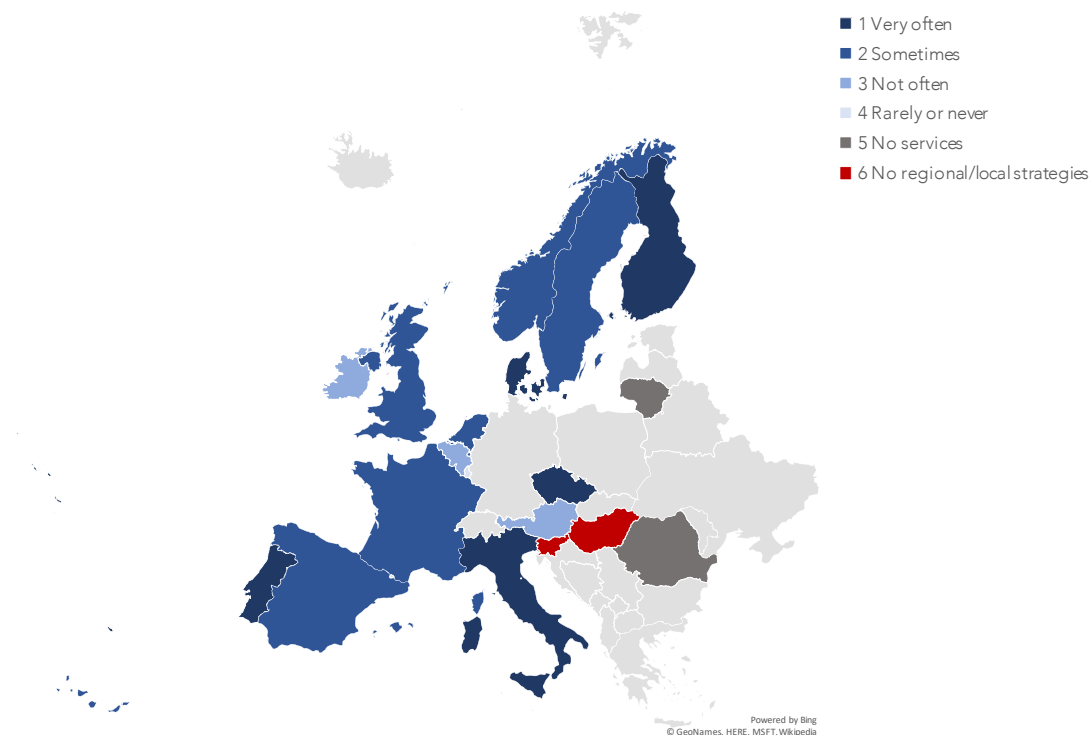 1 Very often
2 Sometimes
3 Not often
4 Rarely or never
5 No services
6 No regional/local strategies
Powered by Bing
© GeoNames, HERE, MSFT, Wikipedia